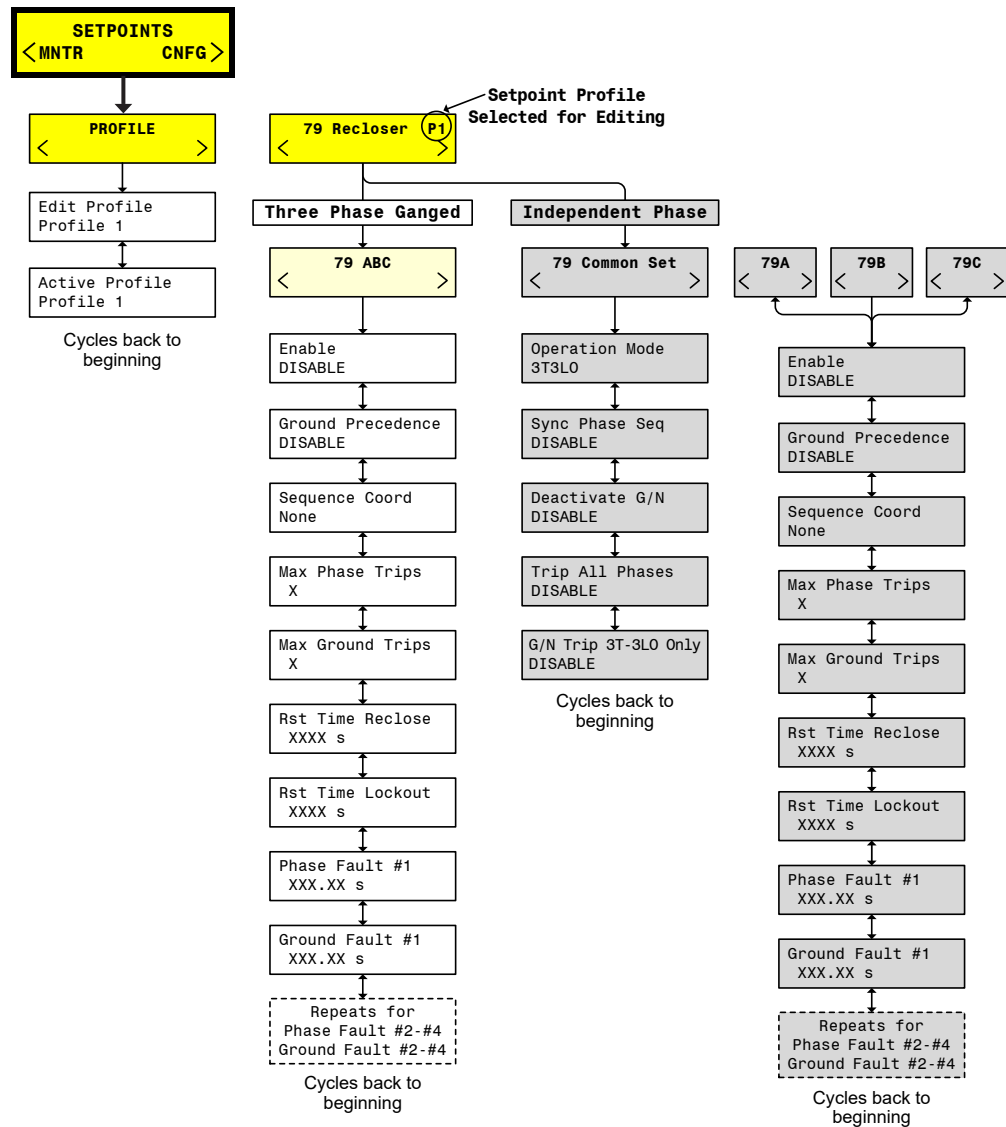 SETPOINTS
<MNTR CNFG>
PROFILE
< >
Edit Profile
Profile 1
Active Profile
Profile 1
Cycles back to
beginning
Setpoint Profile
Selected for Editing
79 Recloser P1
< >
Three Phase Ganged
79 ABC
< >
Enable
DISABLE
Ground Precedence
DISABLE
Sequence Coord
None
Max Phase Trips
X
Max Ground Trips
X
Rst Time Reclose
XXXX s
Rst Time Lockout
XXXX s
Phase Fault #1
XXX.XX s
Ground Fault #1
XXX.XX s
Repeats for
Phase Fault #2-#4
Ground Fault #2-#4
Cycles back to
beginning
Independent Phase
79 Common Set
< >
Operation Mode
3T3LO
Sync Phase Seq
DISABLE
Deactivate G/N
DISABLE
Trip All Phases
DISABLE
G/N Trip 3T-3LO Only
DISABLE
Cycles back to
beginning
79A
< >
79B
< >
79C
< >
Enable
DISABLE
Ground Precedence
DISABLE
Sequence Coord
None
Max Phase Trips
X
Max Ground Trips
X
Rst Time Reclose
XXXX s
Rst Time Lockout
XXXX s
Phase Fault #1
XXX.XX s
Ground Fault #1
XXX.XX s
Repeats for
Phase Fault #2-#4
Ground Fault #2-#4
Cycles back to
beginning